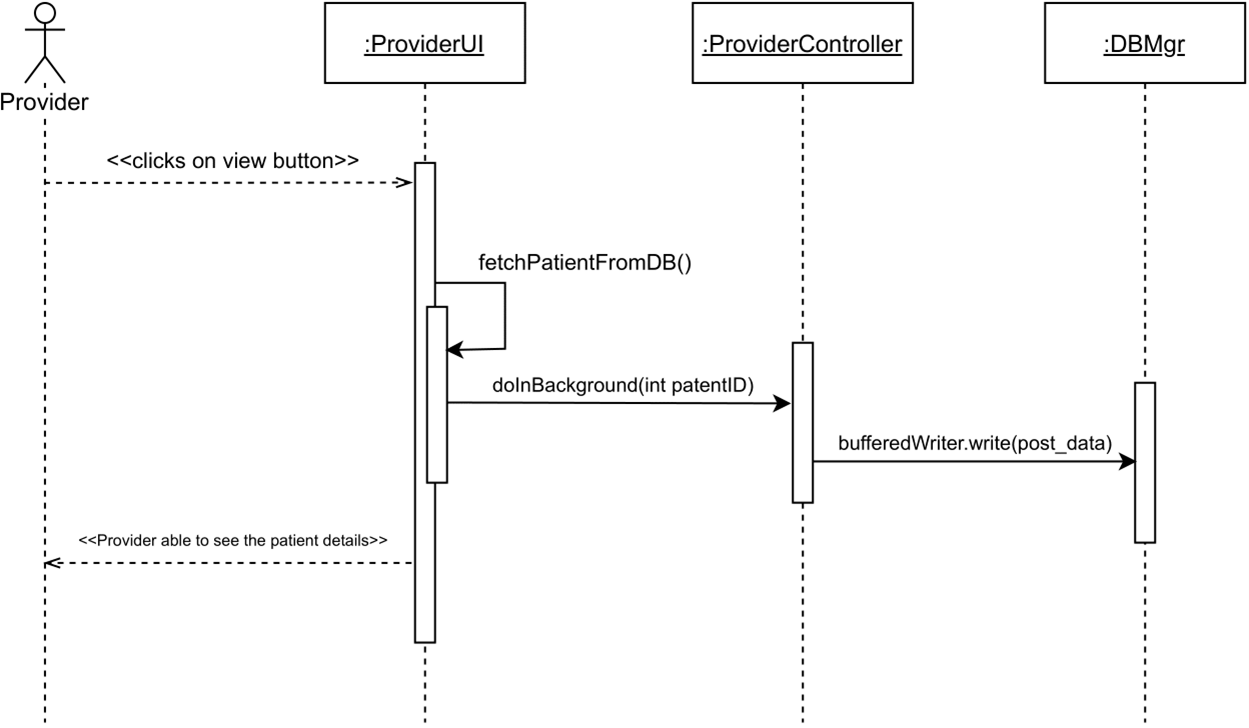 :ProviderUI
:ProviderController
:DBMgr
Provider
<<clicks on view button>>
fetchPatientFromDB()
doInBackground(int patentID)
bufferedWriter.write(post_data)
<<Provider able to see the patient details>>